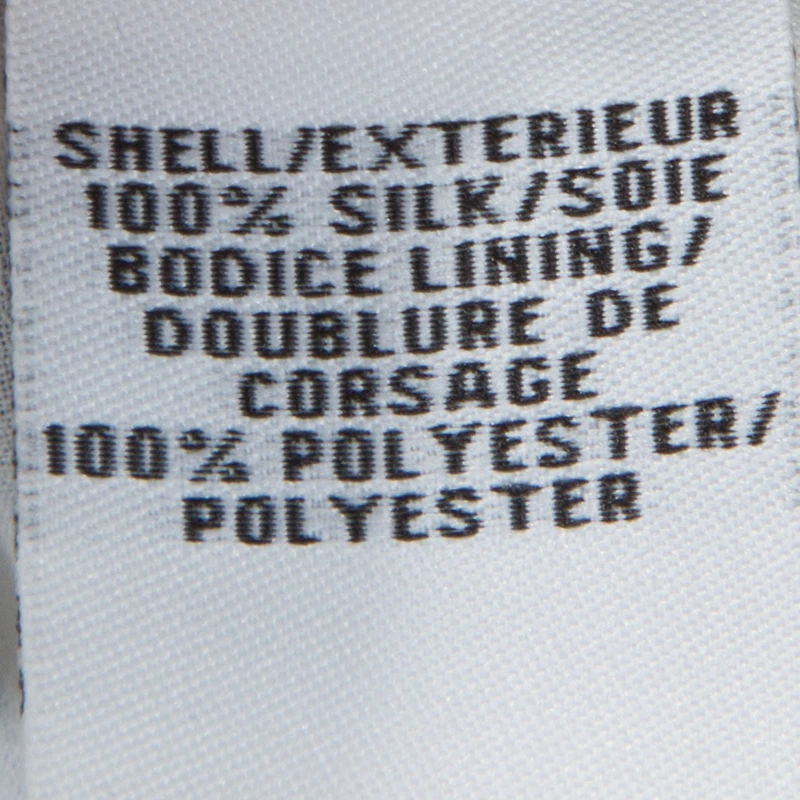 SHELL/EXTERIEUR
100% SILK/SOIE
BODICE LINING/
DOUBLURE DE
CORSAGE
100% POLYESTER/
POLYESTER